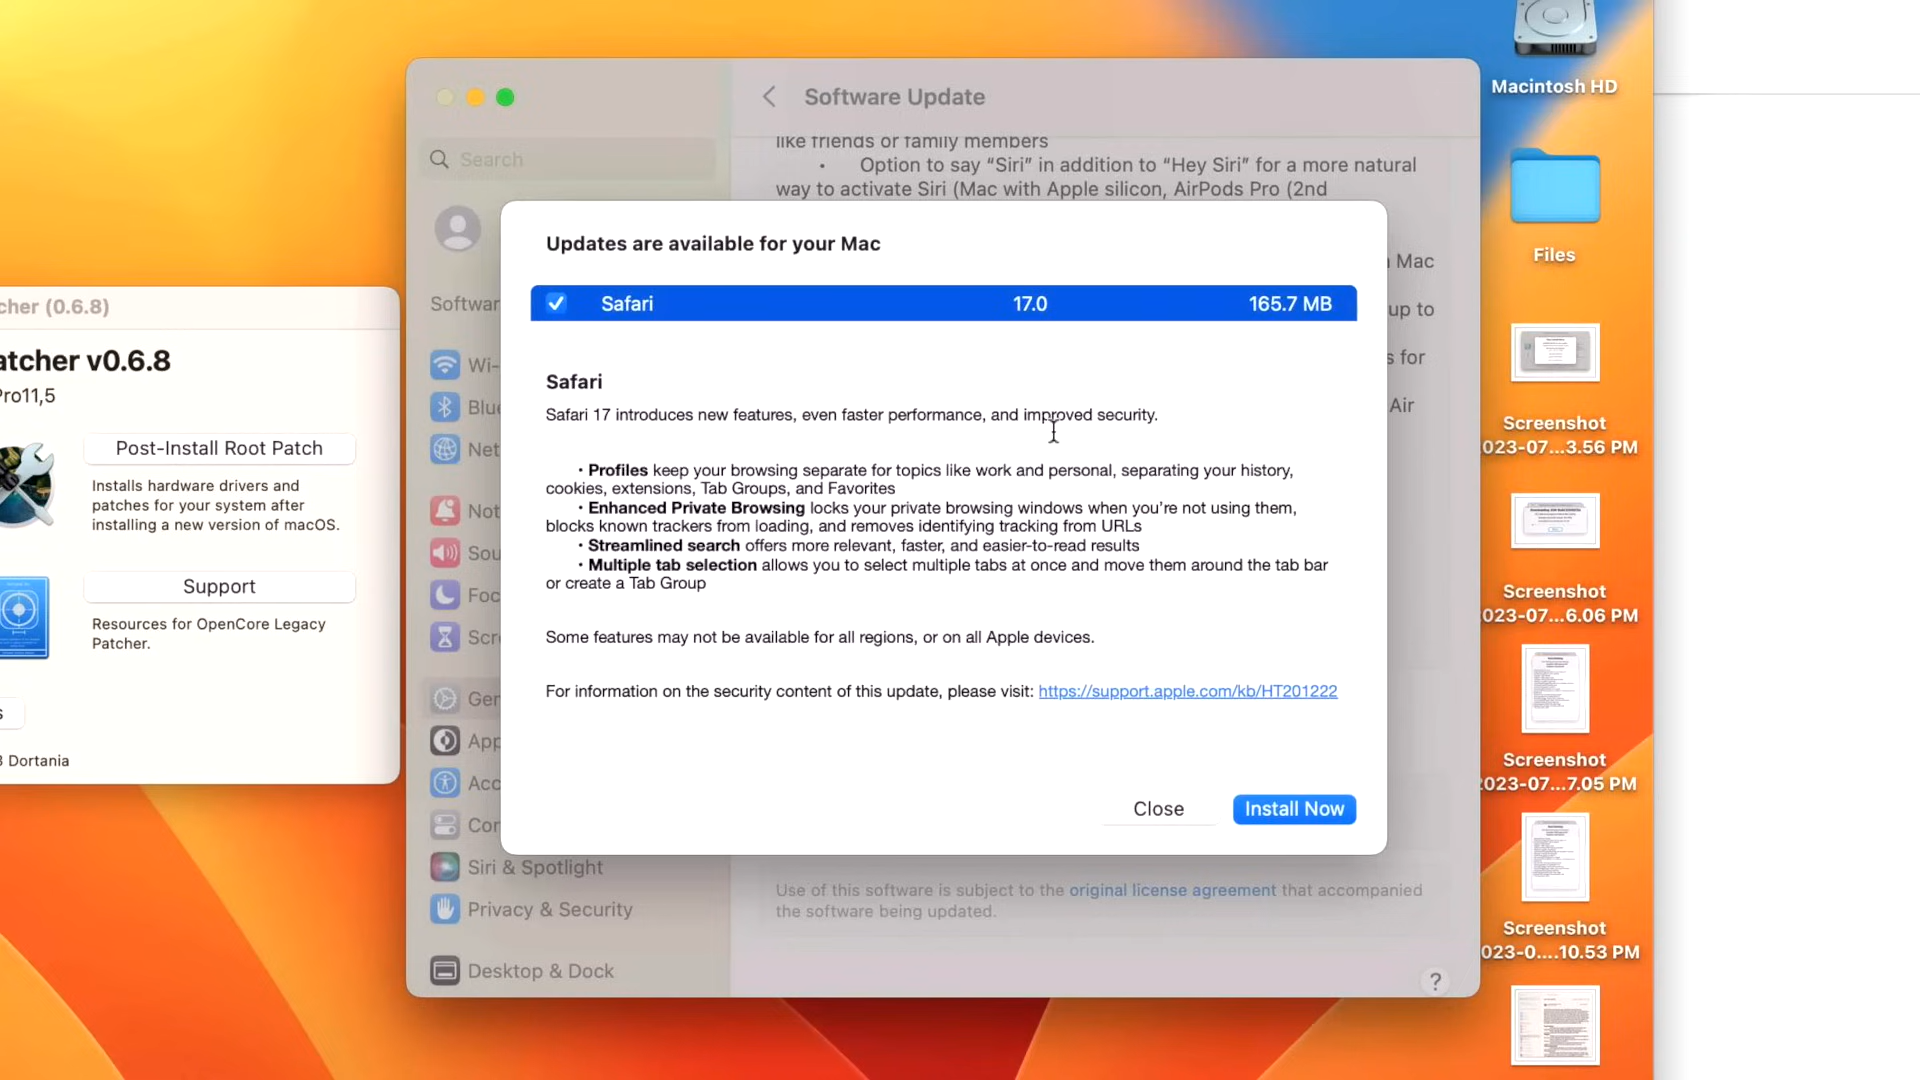 Macintosh HD
Software Update
Search
like friends or family members
• Option to say “Siri” in addition to “Hey Siri” for a more natural
way to activate Siri (Mac with Apple silicon, AirPods Pro (2nd
Mac
up to
s for
Air
Files
cher (0.6.8)
atcher v0.6.8
Pro11,5
Post-Install Root Patch
Installs hardware drivers and
patches for your system after
installing a new version of macOS.
Support
Resources for OpenCore Legacy
Patcher.
s
3 Dortania
Softwar
Wi-
Blue
Net
Not
Sou
Foc
Scr
Ger
App
Acc
Cor
Siri & Spotlight
Privacy & Security
Desktop & Dock
Updates are available for your Mac
Safari 17.0 165.7 MB
Safari
Safari 17 introduces new features, even faster performance, and improved security.
• Profiles keep your browsing separate for topics like work and personal, separating your history,
cookies, extensions, Tab Groups, and Favorites
• Enhanced Private Browsing locks your private browsing windows when you’re not using them,
blocks known trackers from loading, and removes identifying tracking from URLs
• Streamlined search offers more relevant, faster, and easier-to-read results
• Multiple tab selection allows you to select multiple tabs at once and move them around the tab bar
or create a Tab Group
Some features may not be available for all regions, or on all Apple devices.
For information on the security content of this update, please visit: https://support.apple.com/kb/HT201222
Close
Install Now
Use of this software is subject to the original license agreement that accompanied
the software being updated.
?
Screenshot
023-07...3.56 PM
Screenshot
023-07...6.06 PM
Screenshot
023-07...7.05 PM
Screenshot
023-0....10.53 PM